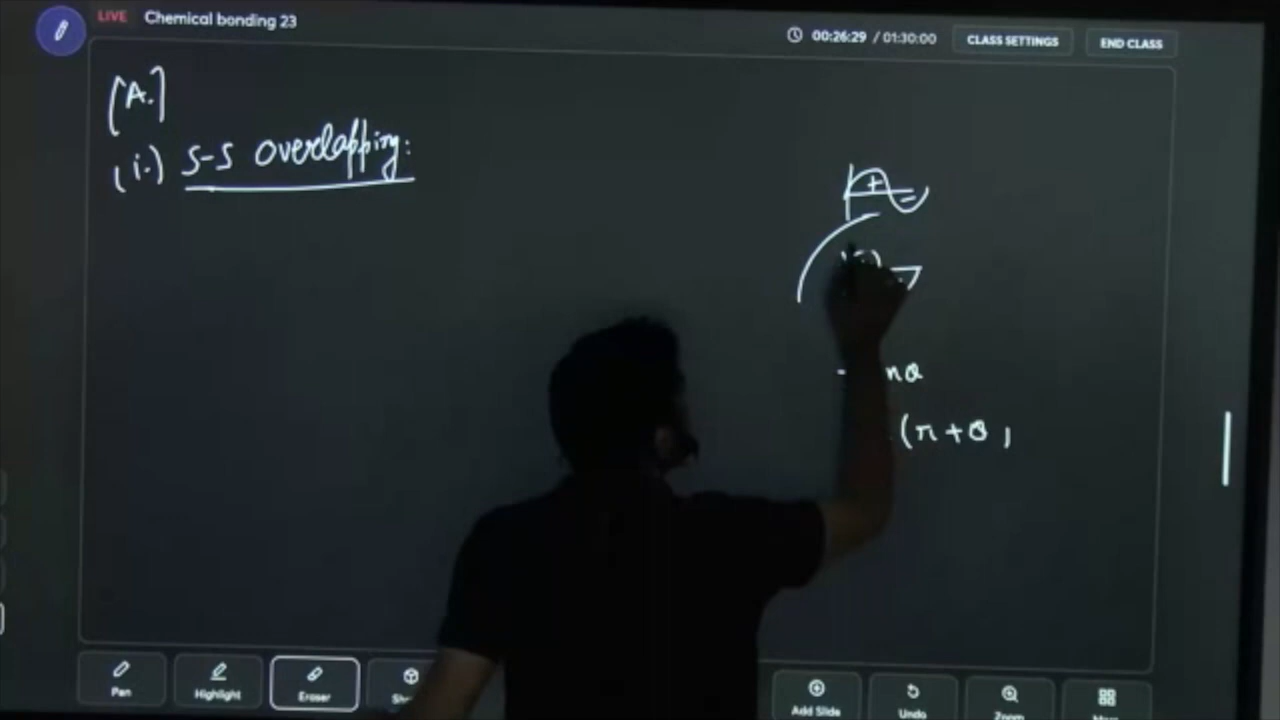 LIVE Chemical bonding 23
00:26:29 / 01:30:00 CLASS SETTINGS END CLASS
[A.]
(i.) s-s overlapping:
+
-
(π + θ)
Pen Highlight Eraser Add Slide Undo Zoom